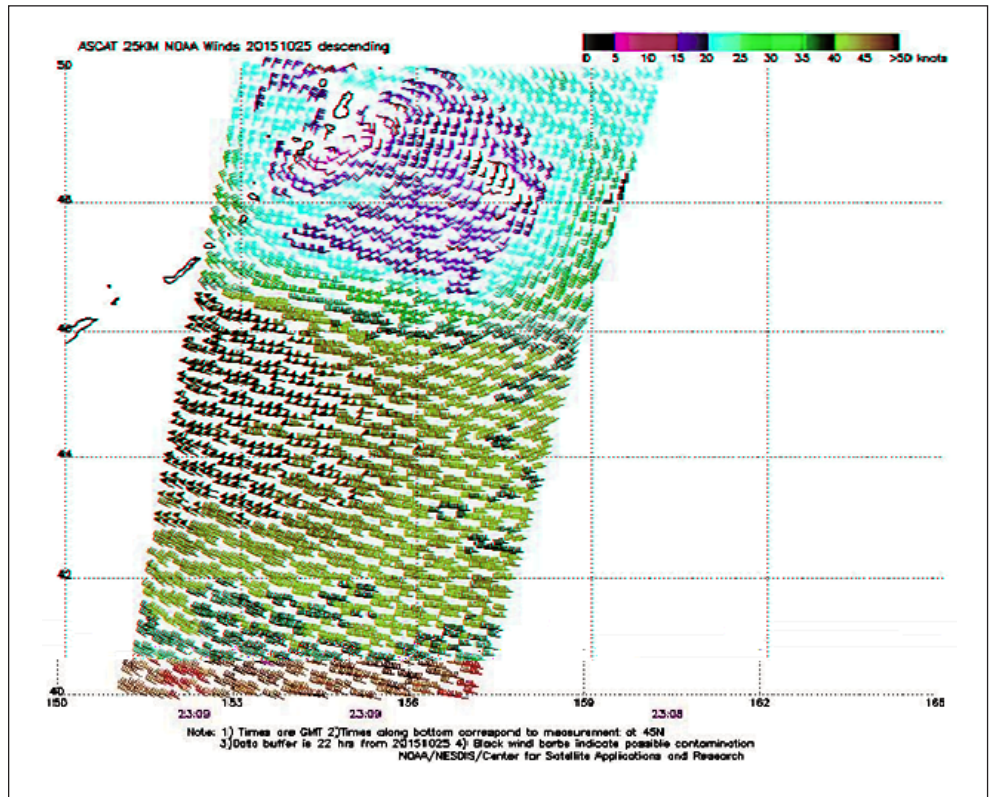 ASCAT 25KM NOAA Winds 20151025 descending
0 5 10 15 20 25 30 35 40 45 >50 knots
50
48
46
44
42
40
150 153 156 159 162 165
23:09 23:09 23:08
Note: 1) Times are GMT 2)Times along bottom correspond to measurement at 45N
3)Data buffer is 22 hrs from 20151025 4) Black wind barbs indicate possible contamination
NOAA/NESDIS/Center for Satellite Applications and Research